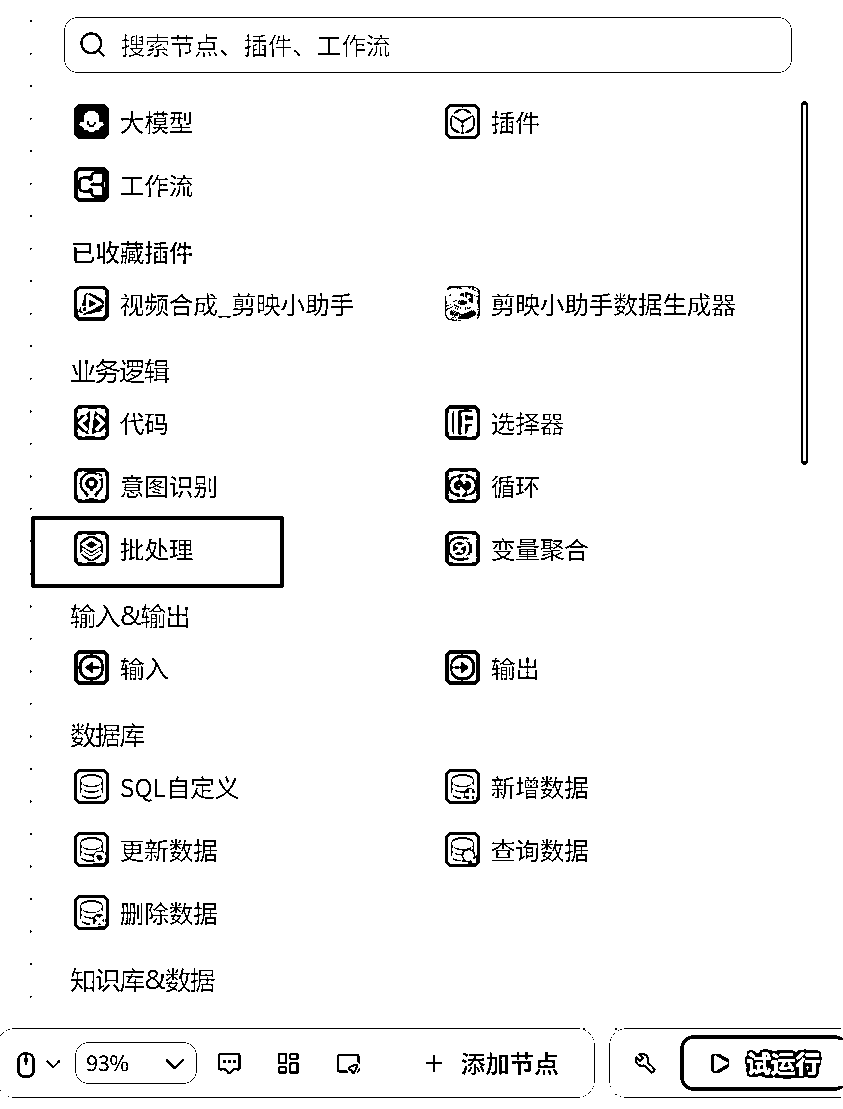 搜索节点、插件、工作流
大模型 插件
工作流
已收藏插件
视频合成_剪映小助手 剪映小助手数据生成器
业务逻辑
代码 选择器
意图识别 循环
批处理 变量聚合
输入&输出
输入 输出
数据库
SQL自定义 新增数据
更新数据 查询数据
删除数据
知识库&数据
93% + 添加节点 试运行